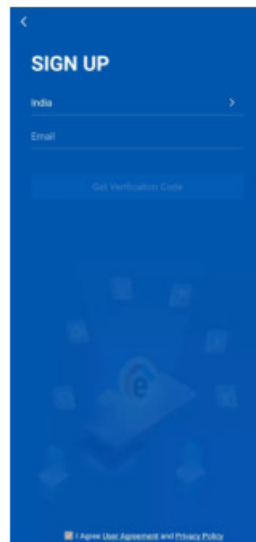 SIGN UP
India
Email
Get Verification Code
I Agree User Agreement and Privacy Policy